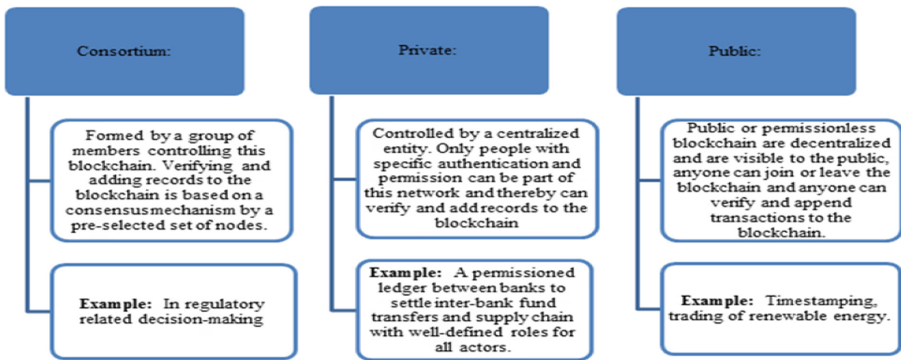 Consortium:
Formed by a group of
members controlling this
blockchain. Verifying and
adding records to the
blockchain is based on a
consensusmechanism by a
pre-selected set of nodes.
Example: In regulatory
related decision-making
Private:
Controlled by a centralized
entity. Only people with
specific authentication and
permission can be part of
this network and thereby can
verify and add records to the
blockchain
Example: A permissioned
ledger between banks to
settle inter-bank fund
transfers and supply chain
with well-defined roles for
all actors.
Public:
Public or permissionless
blockchain are decentralized
and are visible to the public,
anyone can join or leave the
blockchain and anyone can
verify and append
transactions to the
blockchain.
Example: Timestamping,
trading of renewable energy.